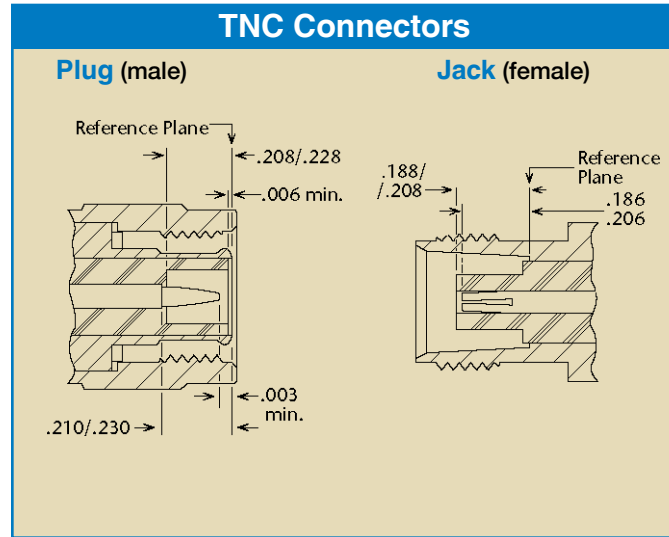 TNC Connectors
Plug (male)
Jack (female)
Reference Plane
.208/.228
.006 min.
.003
min.
.210/.230
.188/
/.208
Reference
Plane
.186
.206